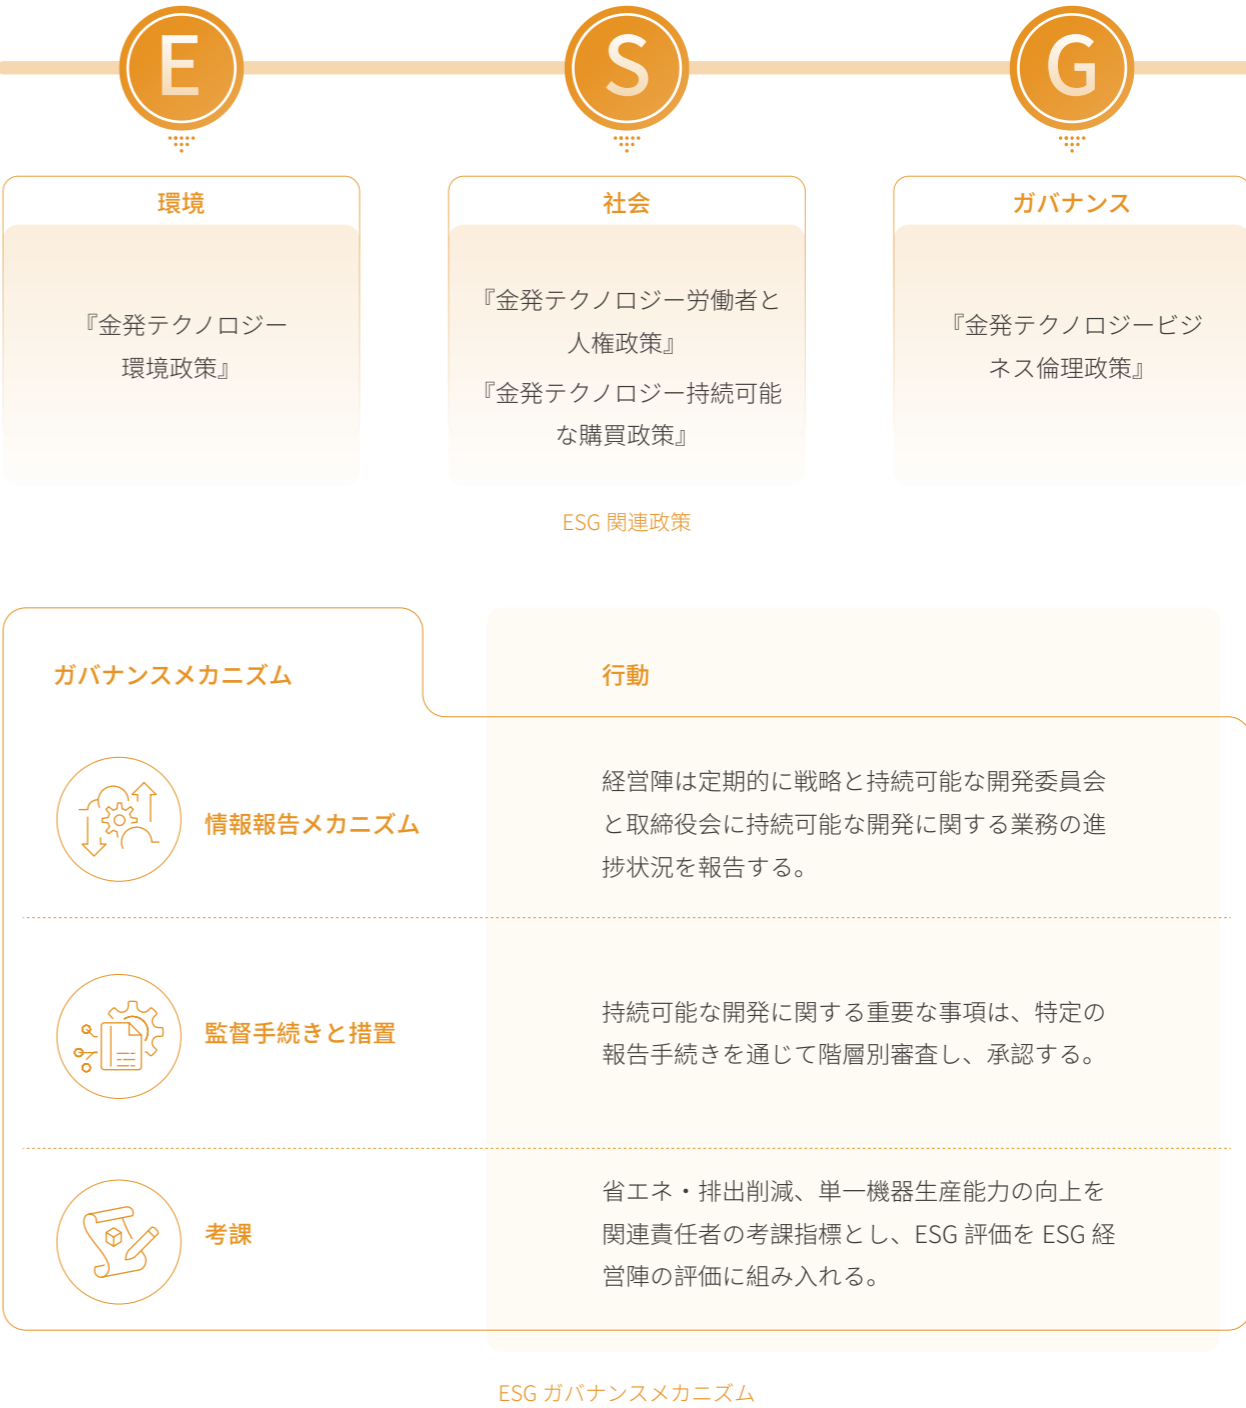 E
S
G
環境
社会
ガバナンス
『金発テクノロジー
環境政策』
『金発テクノロジー労働者と
人権政策』
『金発テクノロジー持続可能
な購買政策』
『金発テクノロジービジ
ネス倫理政策』
ESG 関連政策
ガバナンスメカニズム
行動
情報報告メカニズム
経営陣は定期的に戦略と持続可能な開発委員会
と取締役会に持続可能な開発に関する業務の進
捗状況を報告する。
監督手続きと措置
持続可能な開発に関する重要な事項は、特定の
報告手続きを通じて階層別審査し、承認する。
考課
省エネ・排出削減、単一機器生産能力の向上を
関連責任者の考課指標とし、ESG 評価を ESG 経
営陣の評価に組み入れる。
ESG ガバナンスメカニズム